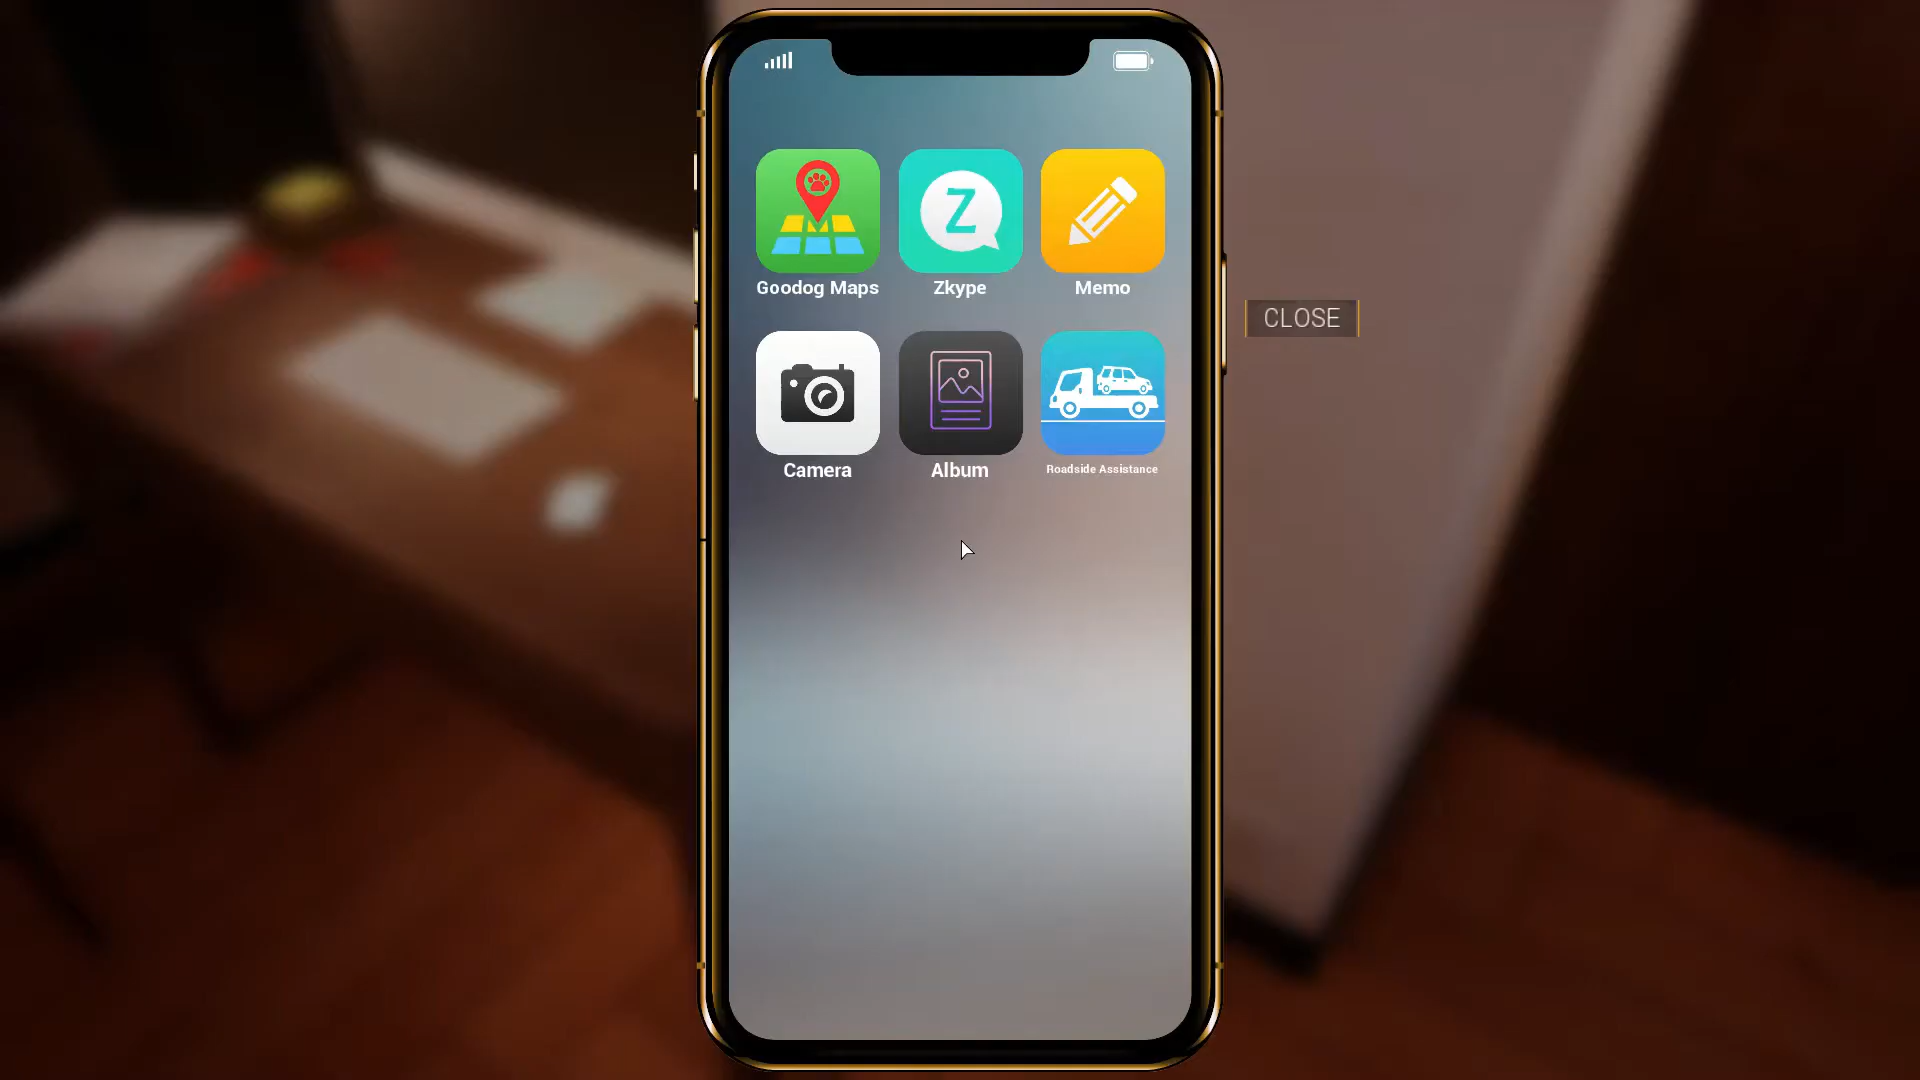 Goodog Maps
Z
Zkype
Memo
CLOSE
Camera
Album
Roadside Assistance